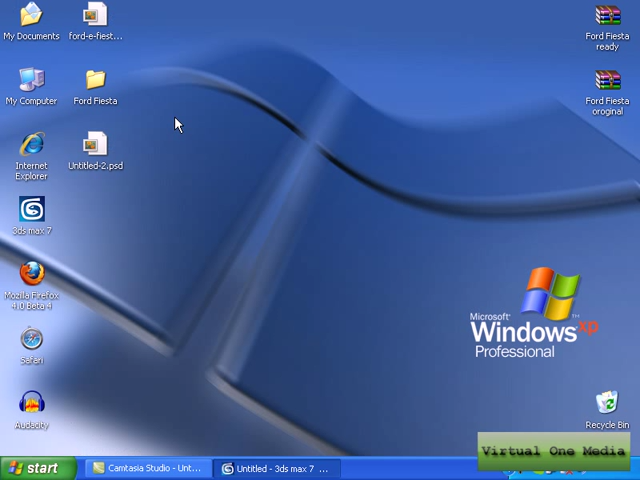 My Documents
ford-e-fiest...
Ford Fiesta
ready
My Computer
Ford Fiesta
Ford Fiesta
oroginal
Internet
Explorer
Untitled-2.psd
3ds max 7
Mozilla Firefox
4.0 beta 4
Safari
Audacity
Microsoft
Windows xp
TM
Professional
Recycle Bin
start
Camtasia Studio - Unt...
Untitled - 3ds max 7 ...
Virtual One Media